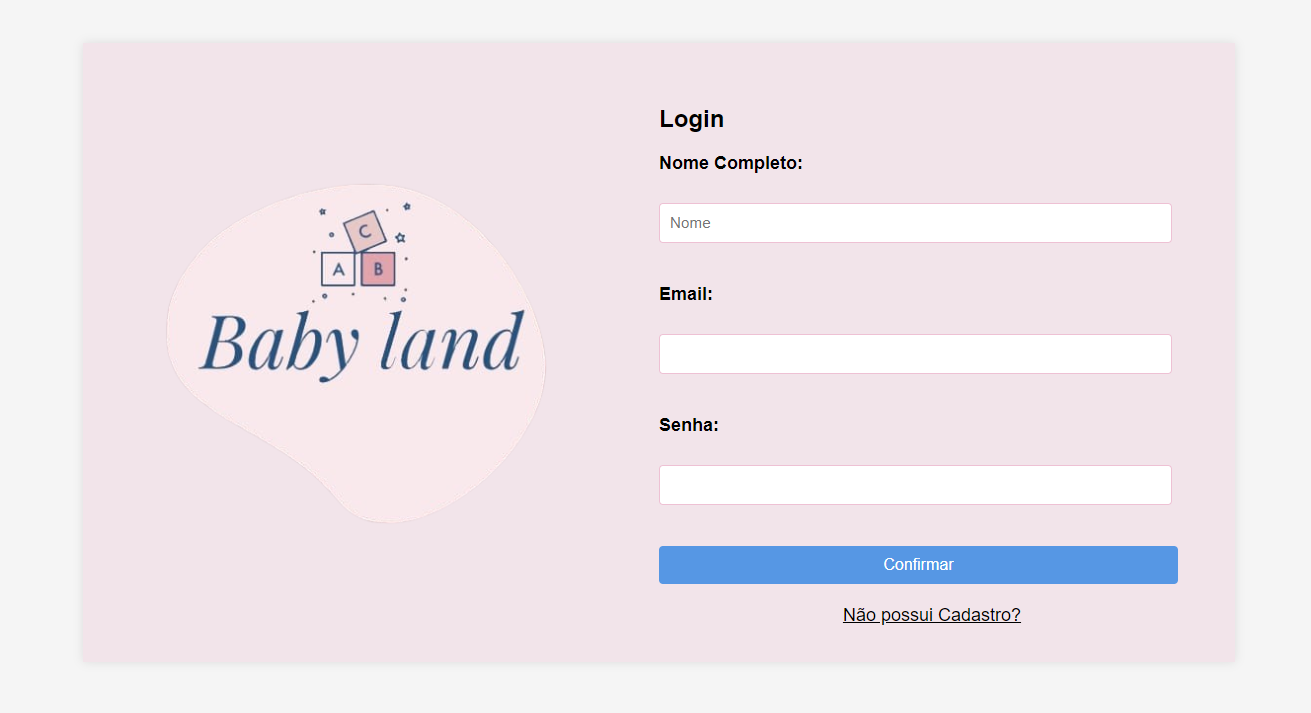 C
A B
Baby land
Login
Nome Completo:
Nome
Email:
Senha:
Confirmar
Não possui Cadastro?